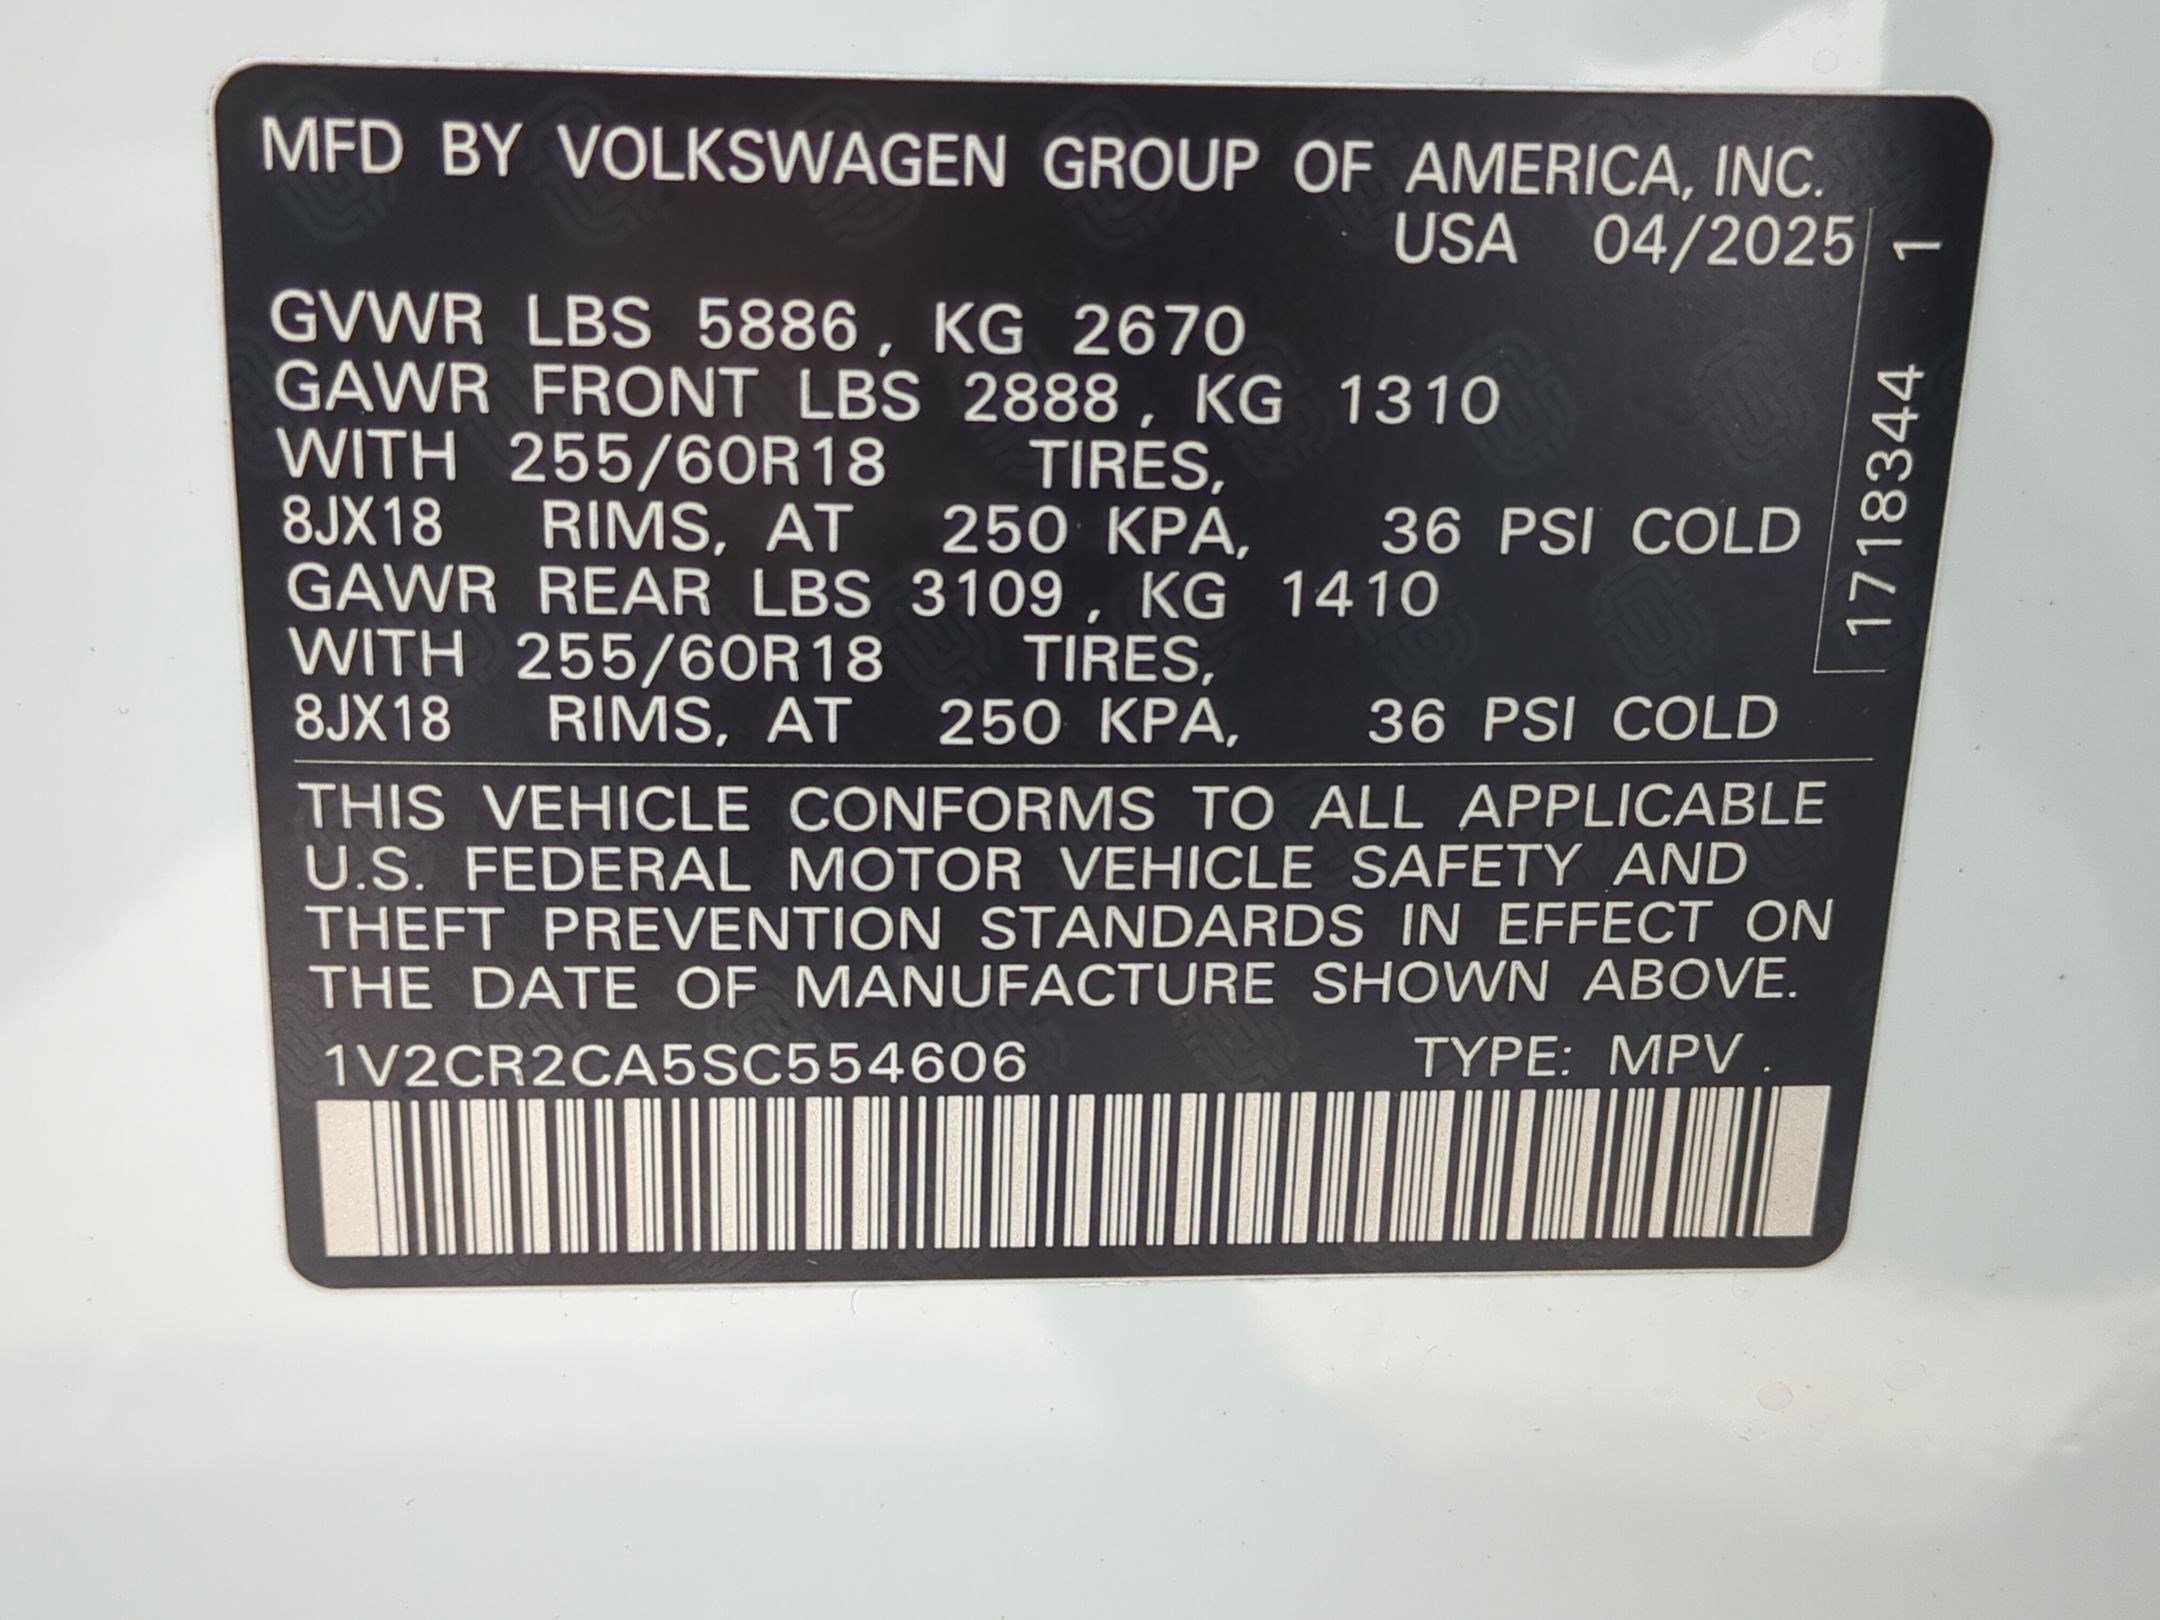 MFD BY VOLKSWAGEN GROUP OF AMERICA, INC.
USA 04/2025
GVWR LBS 5886, KG 2670
GAWR FRONT LBS 2888, KG 1310
WITH 255/60R18 TIRES,
8JX18 RIMS, AT 250 KPA, 36 PSI COLD
GAWR REAR LBS 3109, KG 1410
WITH 255/60R18 TIRES,
8JX18 RIMS, AT 250 KPA, 36 PSI COLD
1718344 1
THIS VEHICLE CONFORMS TO ALL APPLICABLE
U.S. FEDERAL MOTOR VEHICLE SAFETY AND
THEFT PREVENTION STANDARDS IN EFFECT ON
THE DATE OF MANUFACTURE SHOWN ABOVE.
1V2CR2CA5SC554606 TYPE: MPV .